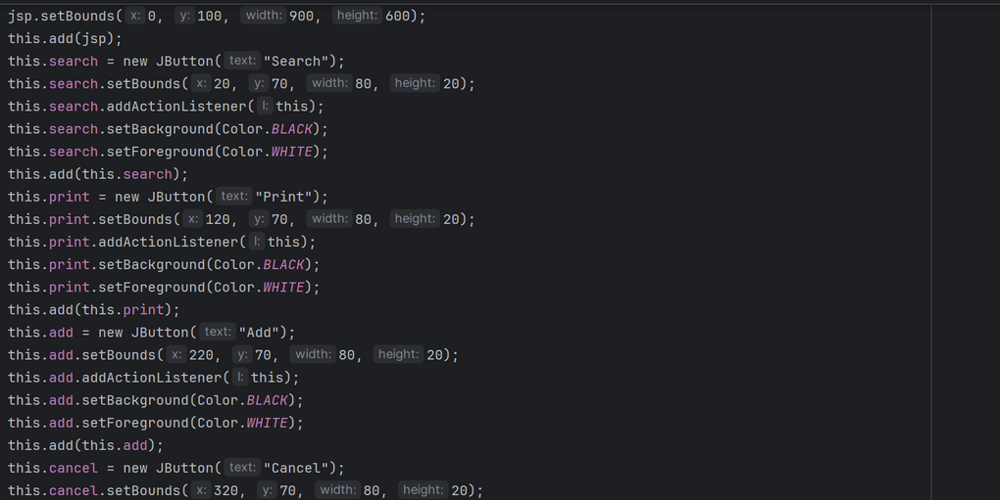 jsp.setBounds( x: 0, y: 100, width: 900, height: 600);
this.add(jsp);
this.search = new JButton( text: "Search");
this.search.setBounds( x: 20, y: 70, width: 80, height: 20);
this.search.addActionListener( l: this);
this.search.setBackground(Color.BLACK);
this.search.setForeground(Color.WHITE);
this.add(this.search);
this.print = new JButton( text: "Print");
this.print.setBounds( x: 120, y: 70, width: 80, height: 20);
this.print.addActionListener( l: this);
this.print.setBackground(Color.BLACK);
this.print.setForeground(Color.WHITE);
this.add(this.print);
this.add = new JButton( text: "Add");
this.add.setBounds( x: 220, y: 70, width: 80, height: 20);
this.add.addActionListener( l: this);
this.add.setBackground(Color.BLACK);
this.add.setForeground(Color.WHITE);
this.add(this.add);
this.cancel = new JButton( text: "Cancel");
this.cancel.setBounds( x: 320, y: 70, width: 80, height: 20);